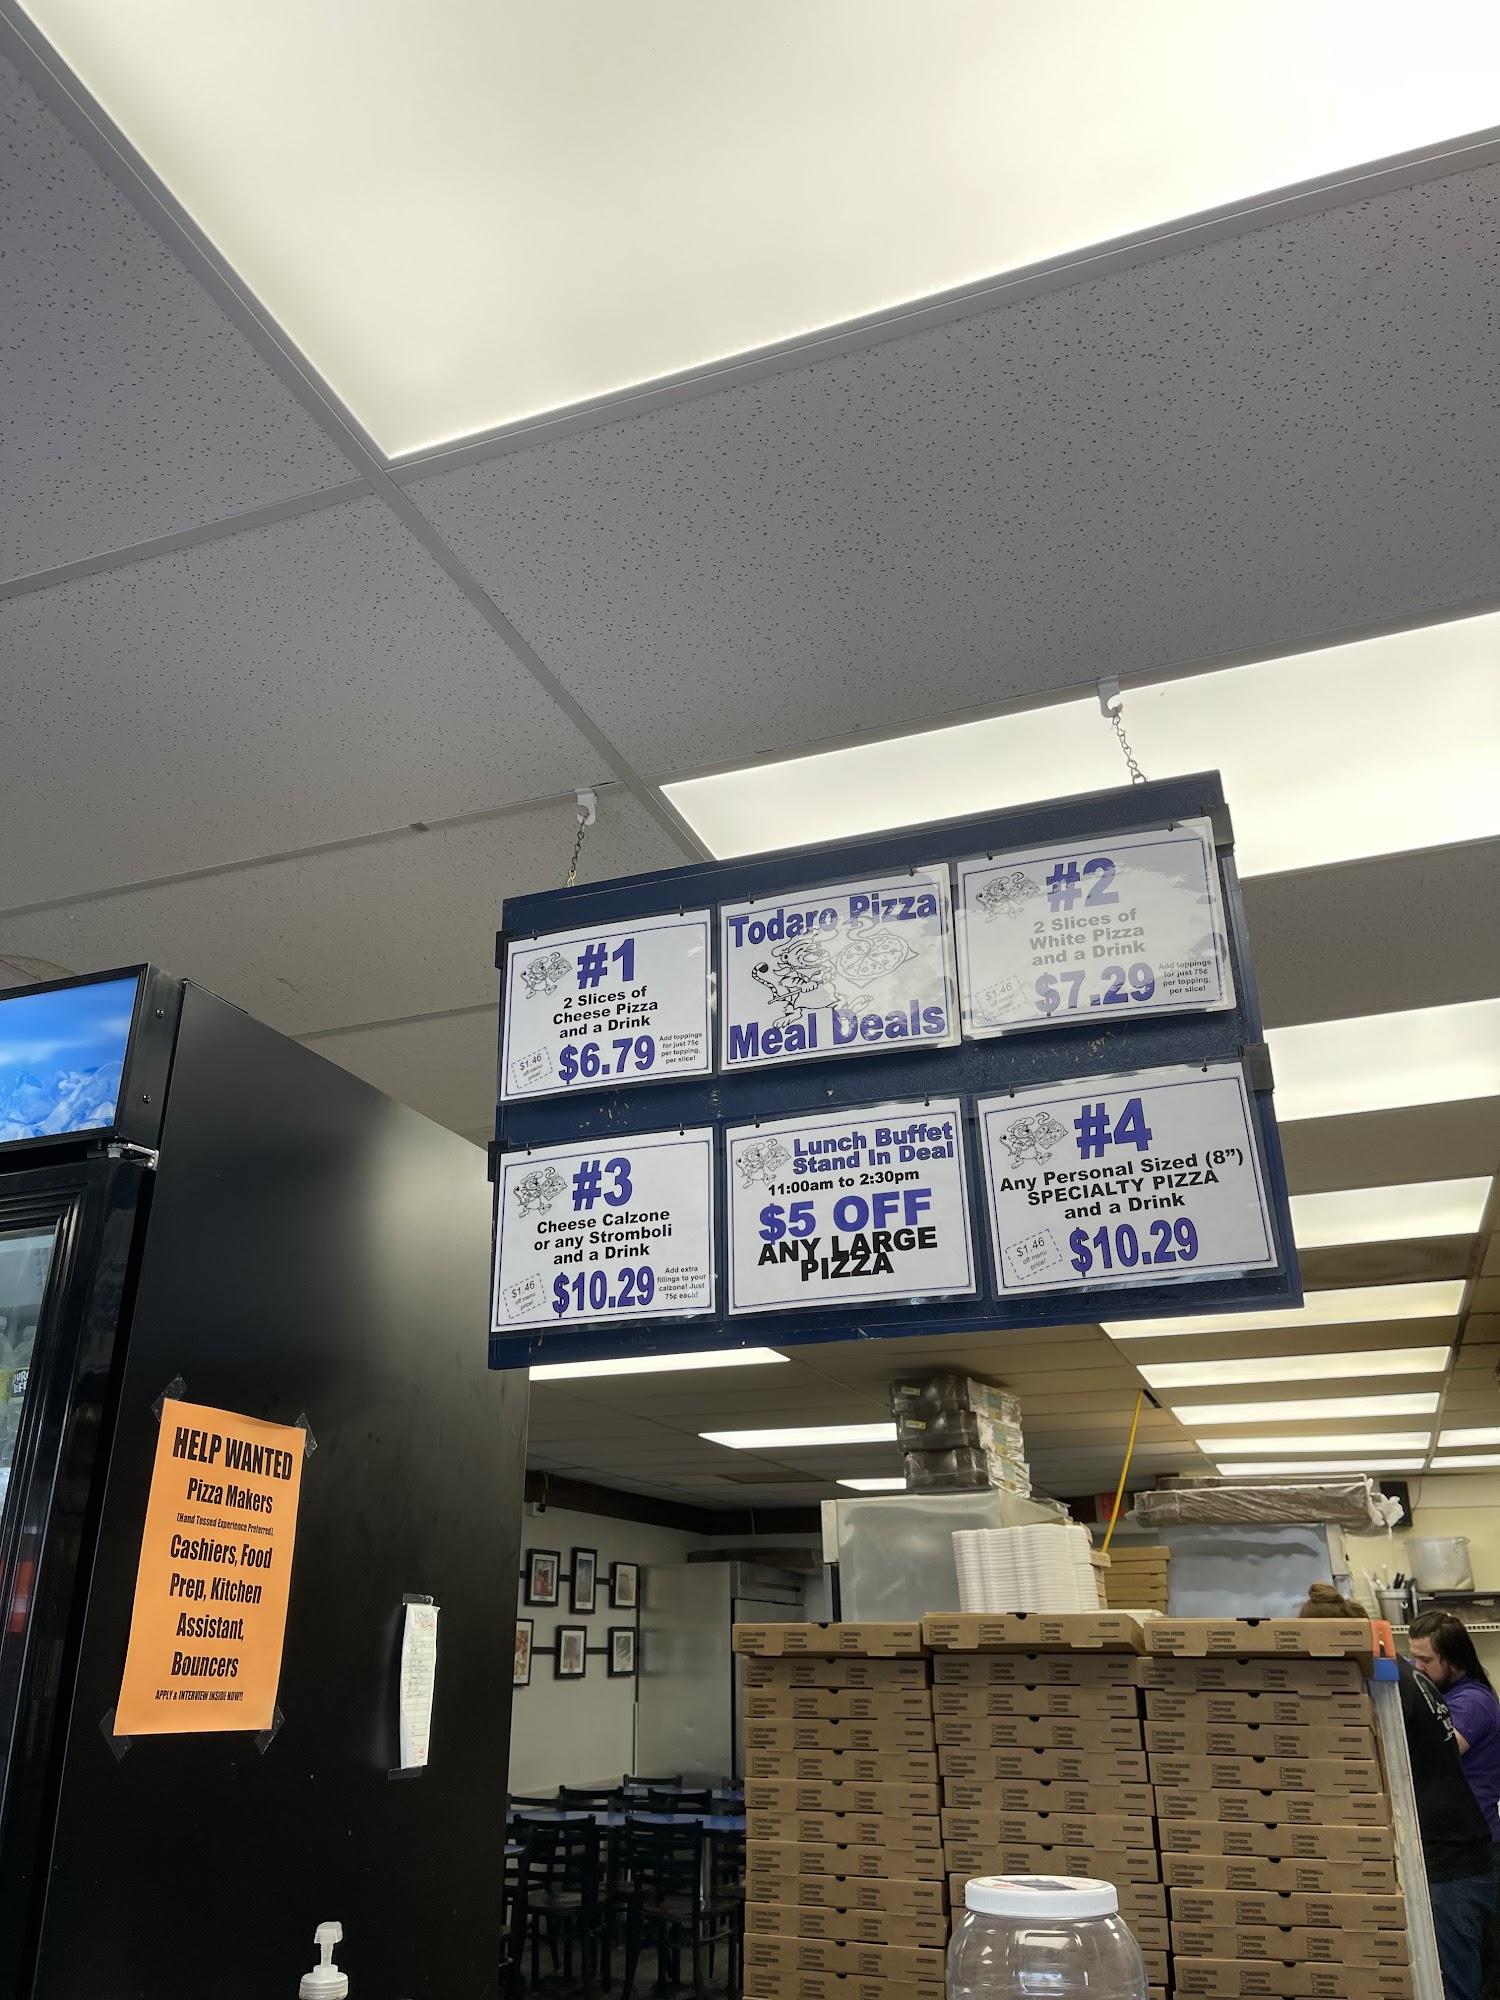 #1
2 Slices of
Cheese Pizza
and a Drink
$1.46
off menu
price!
$6.79
Add toppings
for just 75¢
per topping,
per slice!
Todaro Pizza
Meal Deals
#2
2 Slices of
White Pizza
and a Drink
$1.46
off menu
price!
$7.29
Add toppings
for just 75¢
per topping,
per slice!
#3
Cheese Calzone
or any Stromboli
and a Drink
$1.46
off menu
price!
$10.29
Add extra
fillings to your
calzone! Just
75¢ each!
Lunch Buffet
Stand In Deal
11:00am to 2:30pm
$5 OFF
ANY LARGE
PIZZA
#4
Any Personal Sized (8")
SPECIALTY PIZZA
and a Drink
$1.46
off menu
price!
$10.29
HELP WANTED
Pizza Makers
(Hand Tossed Experience Preferred),
Cashiers, Food
Prep, Kitchen
Assistant,
Bouncers
APPLY & INTERVIEW INSIDE NOW!!